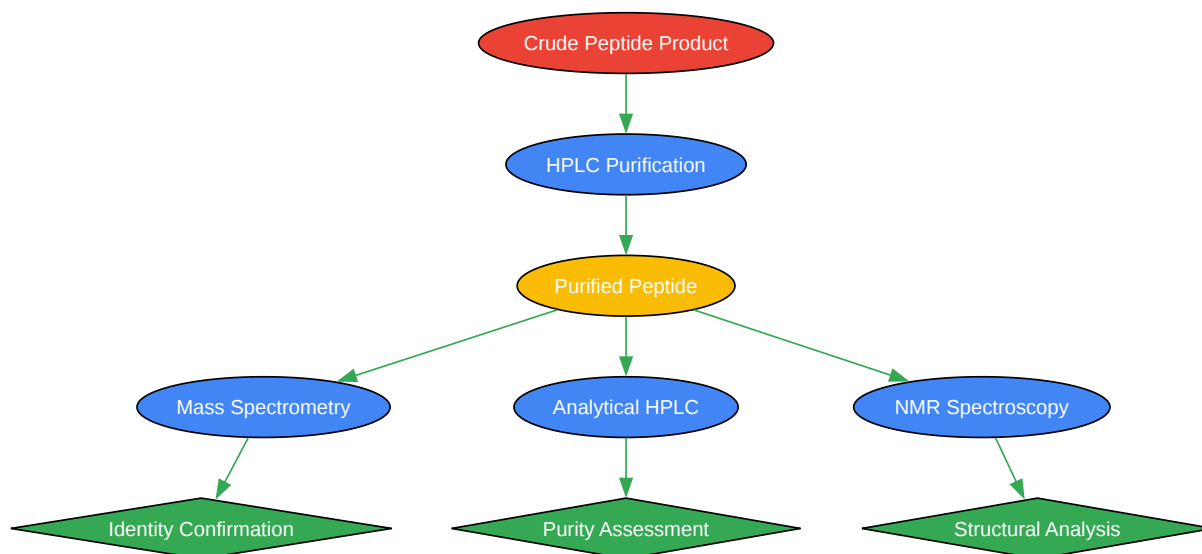 Crude Peptide Product
HPLC Purification
Purified Peptide
Mass Spectrometry
Analytical HPLC
NMR Spectroscopy
Identity Confirmation
Purity Assessment
Structural Analysis